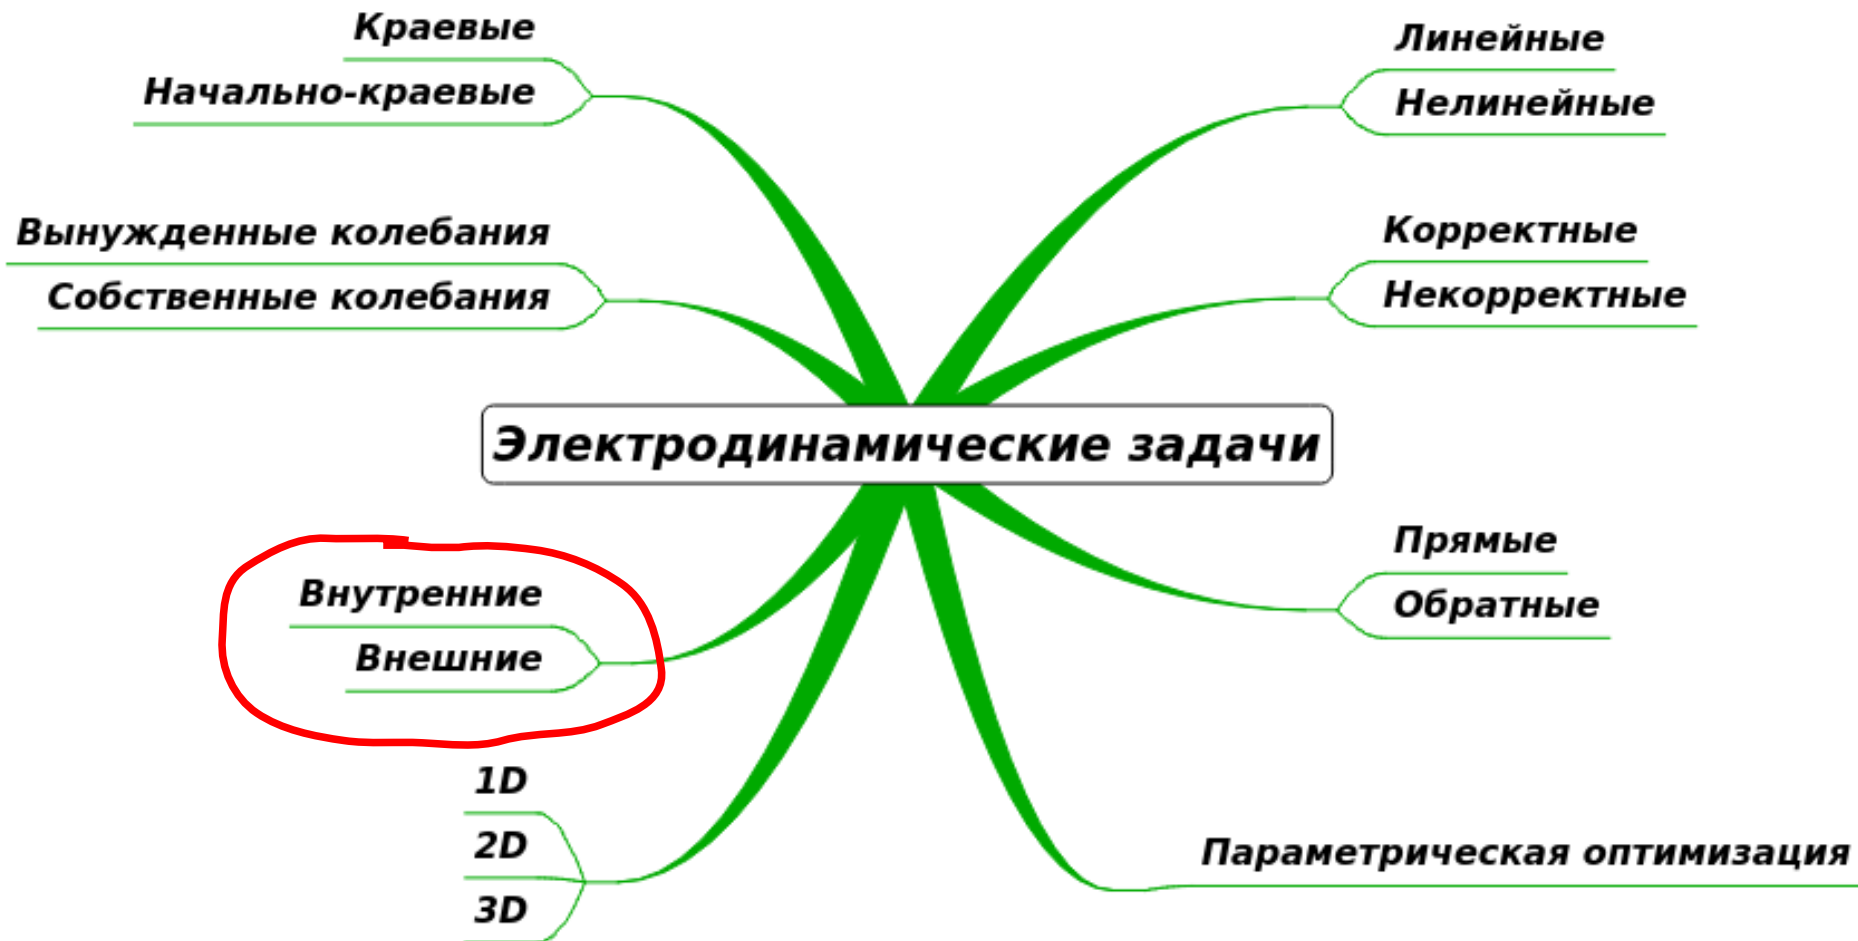 Краевые
Начально-краевые
Вынужденные колебания
Собственные колебания
Линейные
Нелинейные
Корректные
Некорректные
Электродинамические задачи
Внутренние
Внешние
1D
2D
3D
Прямые
Обратные
Параметрическая оптимизация